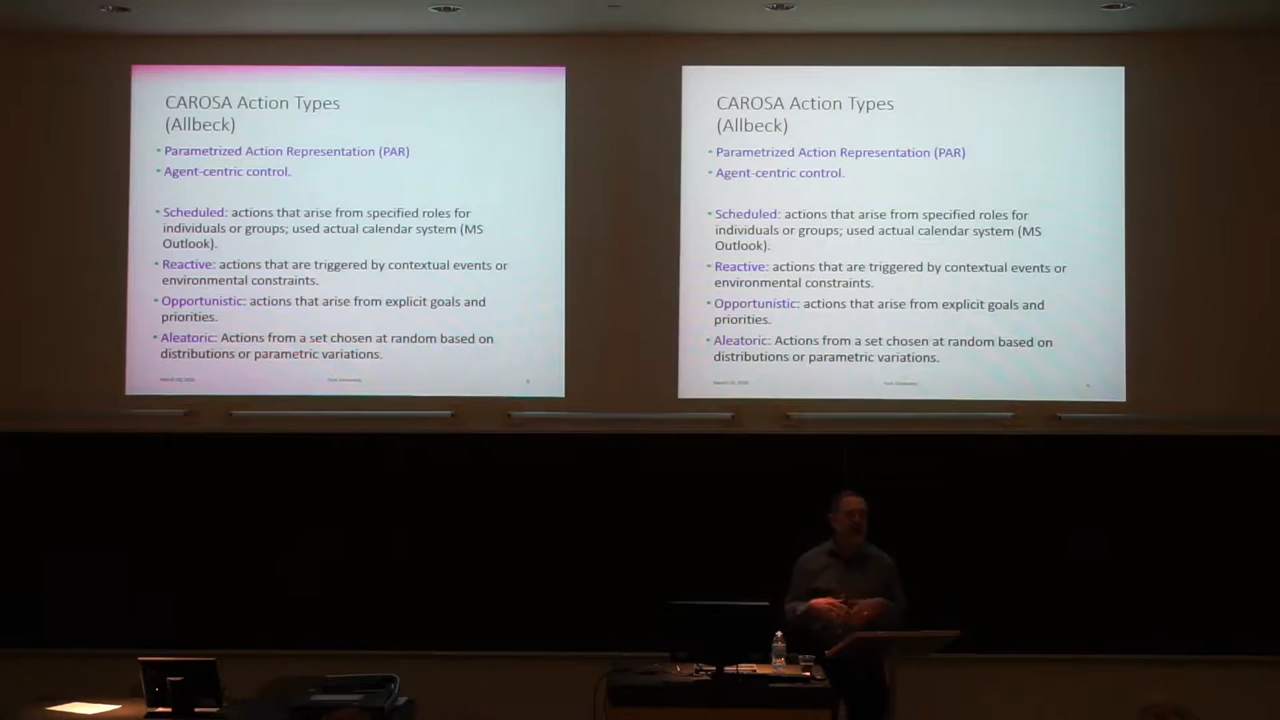 CAROSA Action Types
(Allbeck)
• Parametrized Action Representation (PAR)
• Agent-centric control.
• Scheduled: actions that arise from specified roles for
individuals or groups; used actual calendar system (MS
Outlook).
• Reactive: actions that are triggered by contextual events or
environmental constraints.
• Opportunistic: actions that arise from explicit goals and
priorities.
• Aleatoric: Actions from a set chosen at random based on
distributions or parametric variations.
York University
CAROSA Action Types
(Allbeck)
• Parametrized Action Representation (PAR)
• Agent-centric control.
• Scheduled: actions that arise from specified roles for
individuals or groups; used actual calendar system (MS
Outlook).
• Reactive: actions that are triggered by contextual events or
environmental constraints.
• Opportunistic: actions that arise from explicit goals and
priorities.
• Aleatoric: Actions from a set chosen at random based on
distributions or parametric variations.
York University